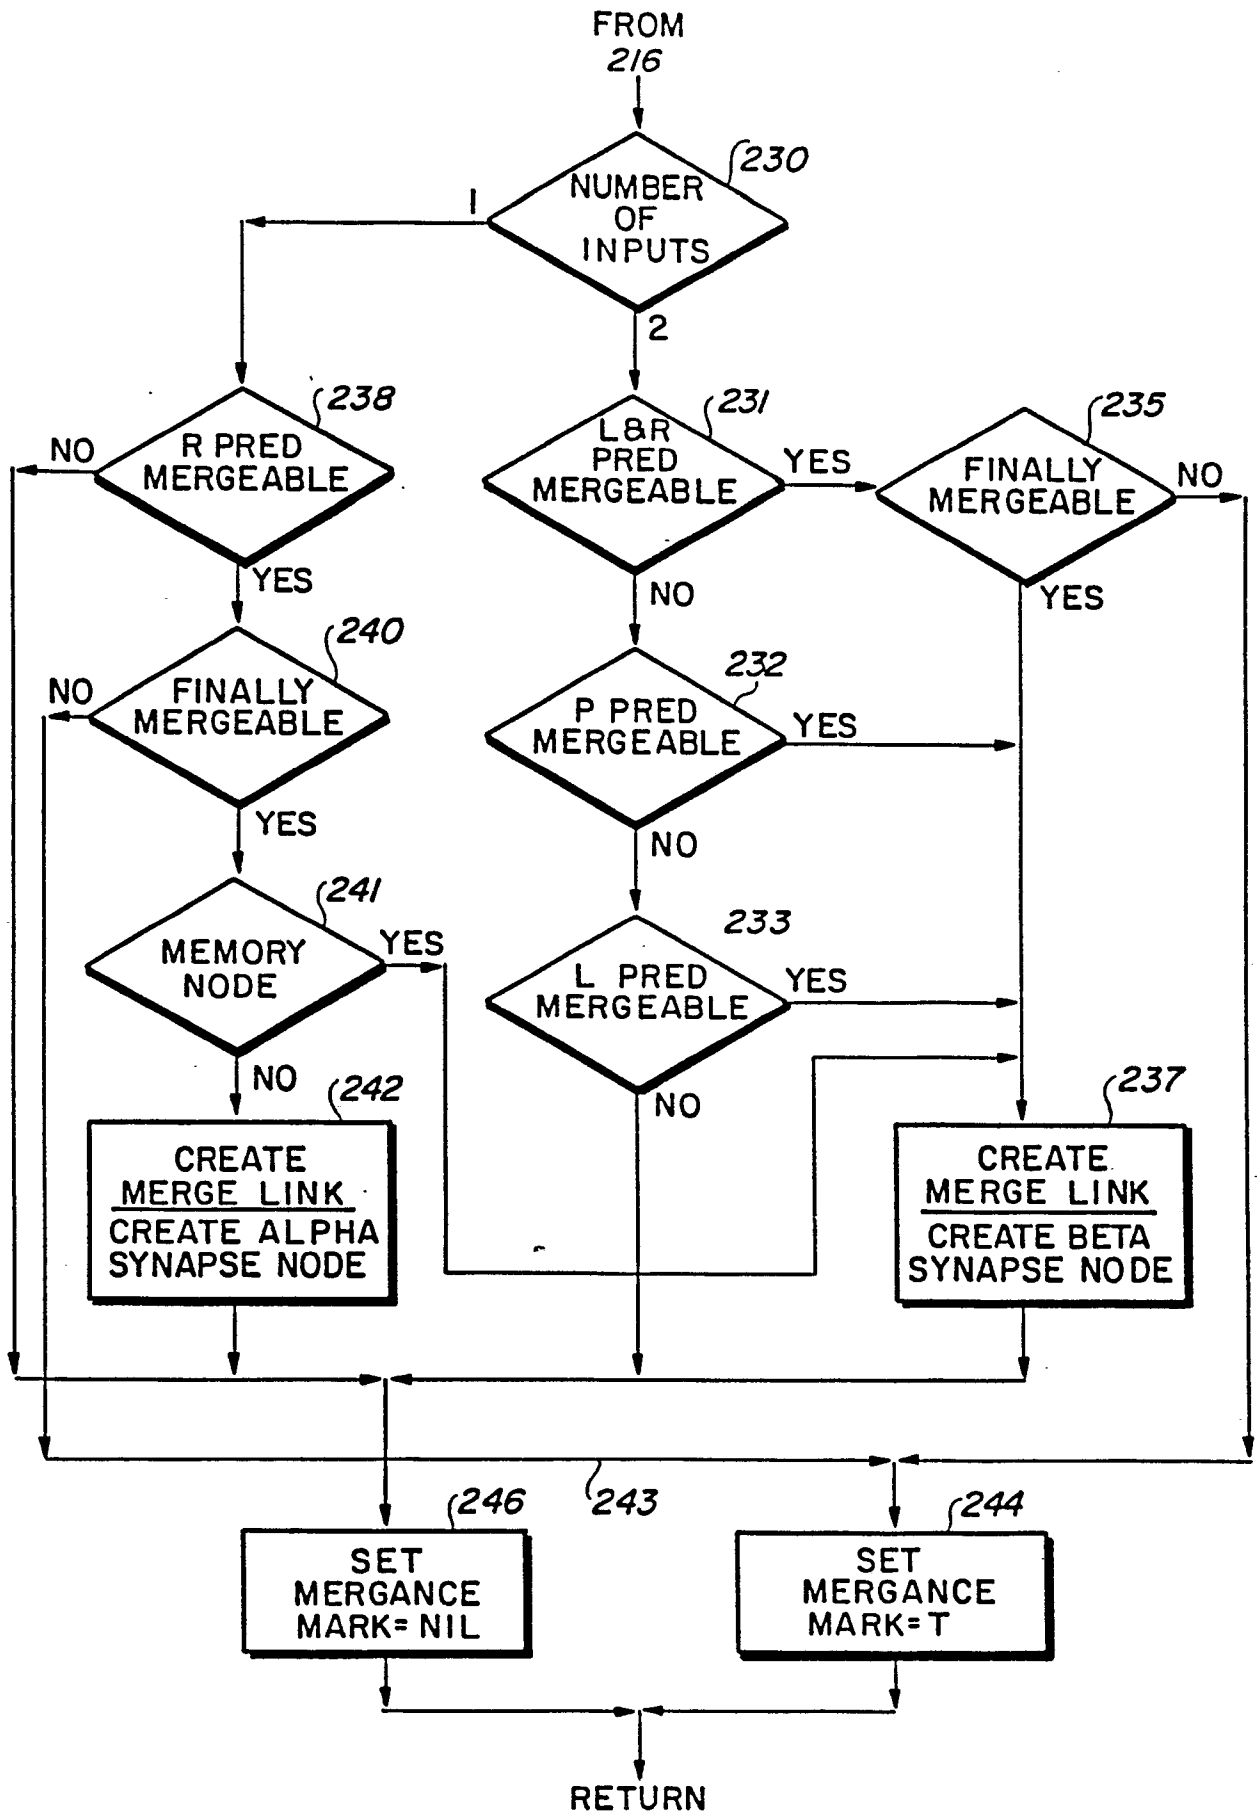 FROM
216
230
NUMBER
OF
INPUTS
1
2
238
R PRED
MERGEABLE
NO
YES
231
L&R
PRED
MERGEABLE
YES
NO
235
FINALLY
MERGEABLE
NO
YES
240
FINALLY
MERGEABLE
NO
YES
232
P PRED
MERGEABLE
YES
NO
241
MEMORY
NODE
YES
NO
233
L PRED
MERGEABLE
YES
NO
242
CREATE
MERGE LINK
CREATE ALPHA
SYNAPSE NODE
237
CREATE
MERGE LINK
CREATE BETA
SYNAPSE NODE
243
246
SET
MERGANCE
MARK=NIL
244
SET
MERGANCE
MARK=T
RETURN